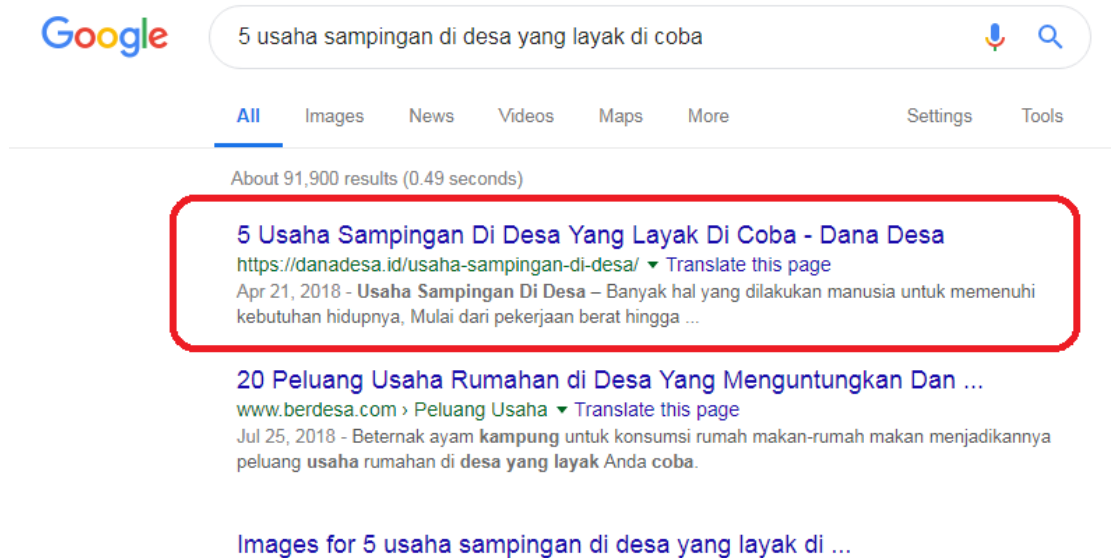 Google 5 usaha sampingan di desa yang layak di coba
All Images News Videos Maps More Settings Tools
About 91,900 results (0.49 seconds)
5 Usaha Sampingan Di Desa Yang Layak Di Coba - Dana Desa
https://danadesa.id/usaha-sampingan-di-desa/ ▼ Translate this page
Apr 21, 2018 - Usaha Sampingan Di Desa – Banyak hal yang dilakukan manusia untuk memenuhi
kebutuhan hidupnya, Mulai dari pekerjaan berat hingga ...
20 Peluang Usaha Rumahan di Desa Yang Menguntungkan Dan ...
www.berdesa.com › Peluang Usaha ▼ Translate this page
Jul 25, 2018 - Beternak ayam kampung untuk konsumsi rumah makan-rumah makan menjadikannya
peluang usaha rumahan di desa yang layak Anda coba.
Images for 5 usaha sampingan di desa yang layak di ...